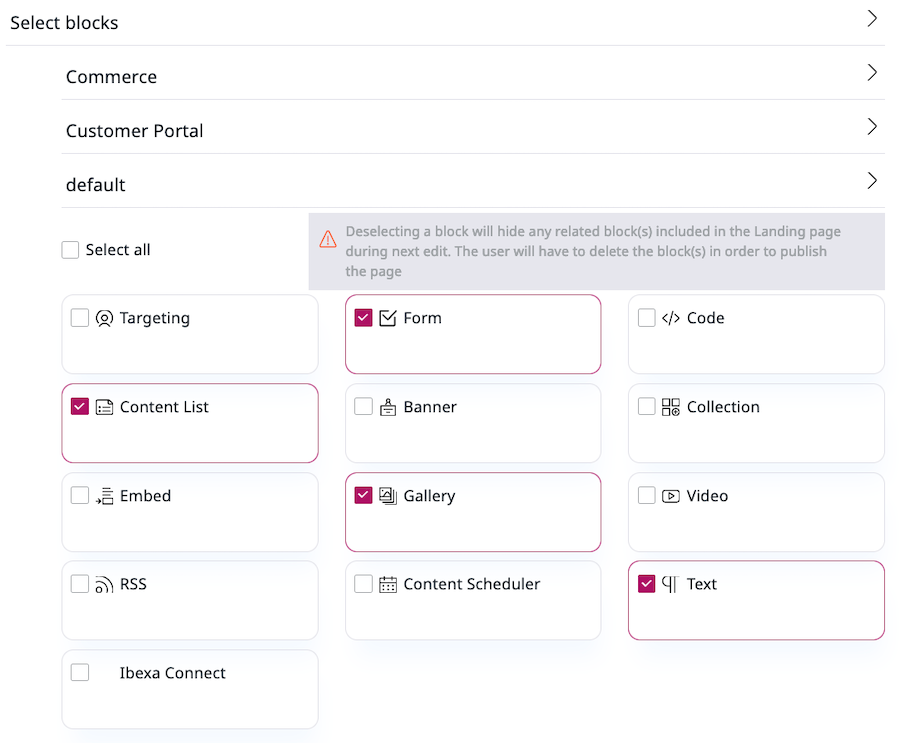 Select blocks
Commerce
Customer Portal
default
Select all
Deselecting a block will hide any related block(s) included in the Landing page
during next edit. The user will have to delete the block(s) in order to publish
the page
Targeting
Form
Code
Content List
Banner
Collection
Embed
Gallery
Video
RSS
Content Scheduler
Text
Ibexa Connect